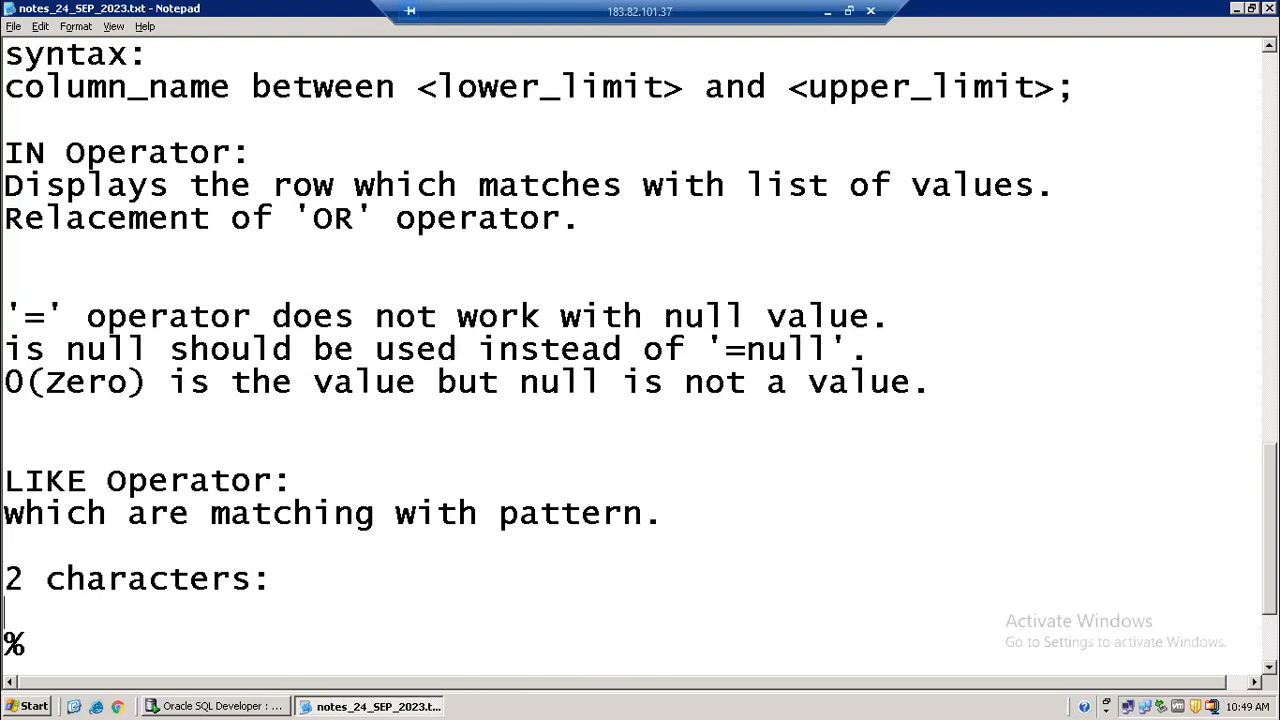 notes_24_SEP_2023.txt - Notepad
183.82.101.37
File Edit Format View Help
syntax:
column_name between <lower_limit> and <upper_limit>;
IN Operator:
Displays the row which matches with list of values.
Relacement of 'OR' operator.
'=' operator does not work with null value.
is null should be used instead of '=null'.
0(Zero) is the value but null is not a value.
LIKE Operator:
which are matching with pattern.
2 characters:
%
Activate Windows
Go to Settings to activate Windows.
Start
Oracle SQL Developer : ...
notes_24_SEP_2023.t...
10:49 AM